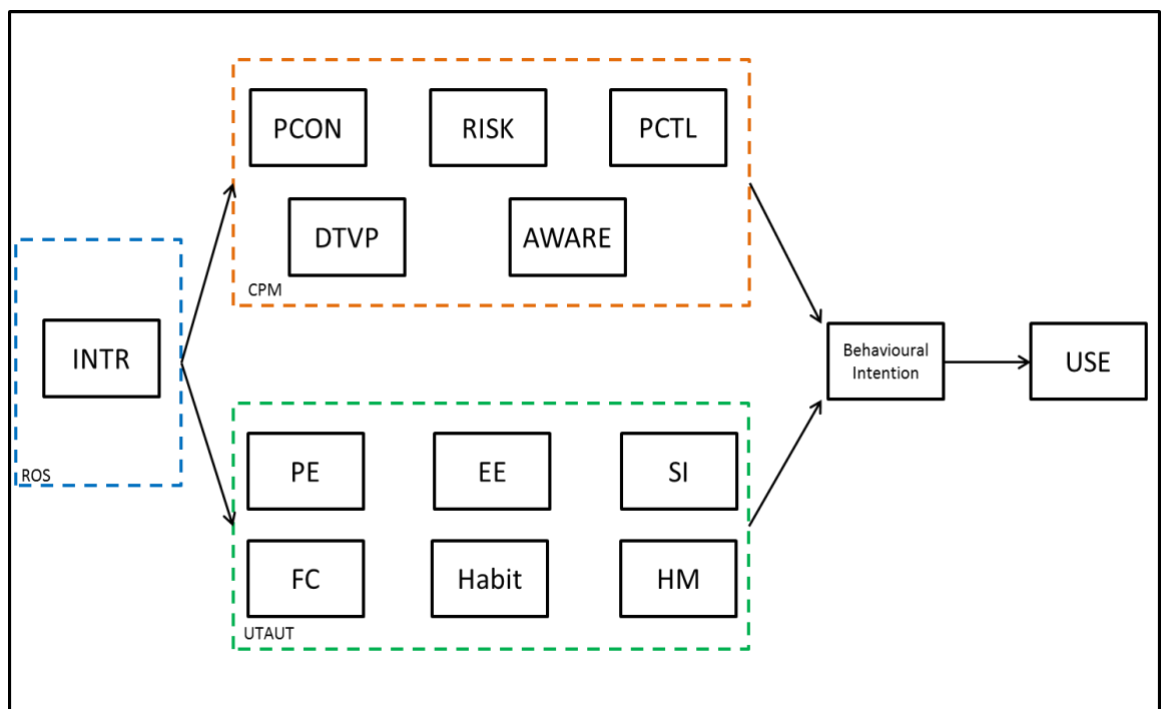 PCON
RISK
PCTL
DTVP
AWARE
CPM
INTR
ROS
Behavioural
Intention
USE
PE
EE
SI
FC
Habit
HM
UTAUT